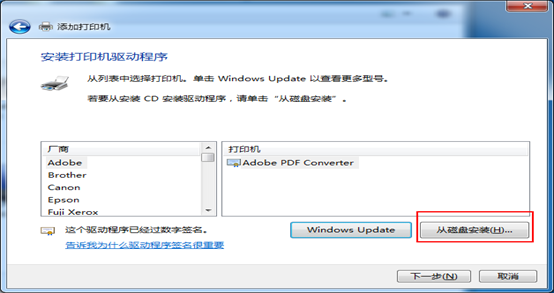 添加打印机
安装打印机驱动程序
从列表中选择打印机。单击 Windows Update 以查看更多型号。
若要从安装 CD 安装驱动程序，请单击“从磁盘安装”。
厂商
Adobe
Brother
Canon
Epson
Fuji Xerox
打印机
Adobe PDF Converter
这个驱动程序已经过数字签名。
告诉我为什么驱动程序签名很重要
Windows Update
从磁盘安装(H)...
下一步(N)
取消